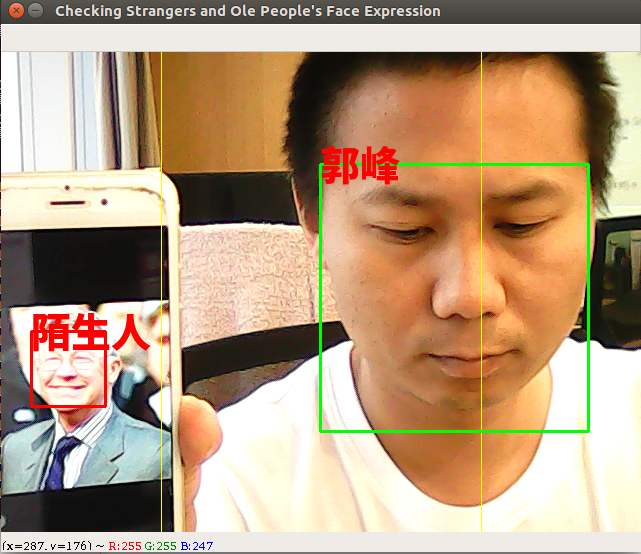 Checking Strangers and Ole People's Face Expression
郭峰
陌生人
(x=287, y=176) ~ R:255 G:255 B:247